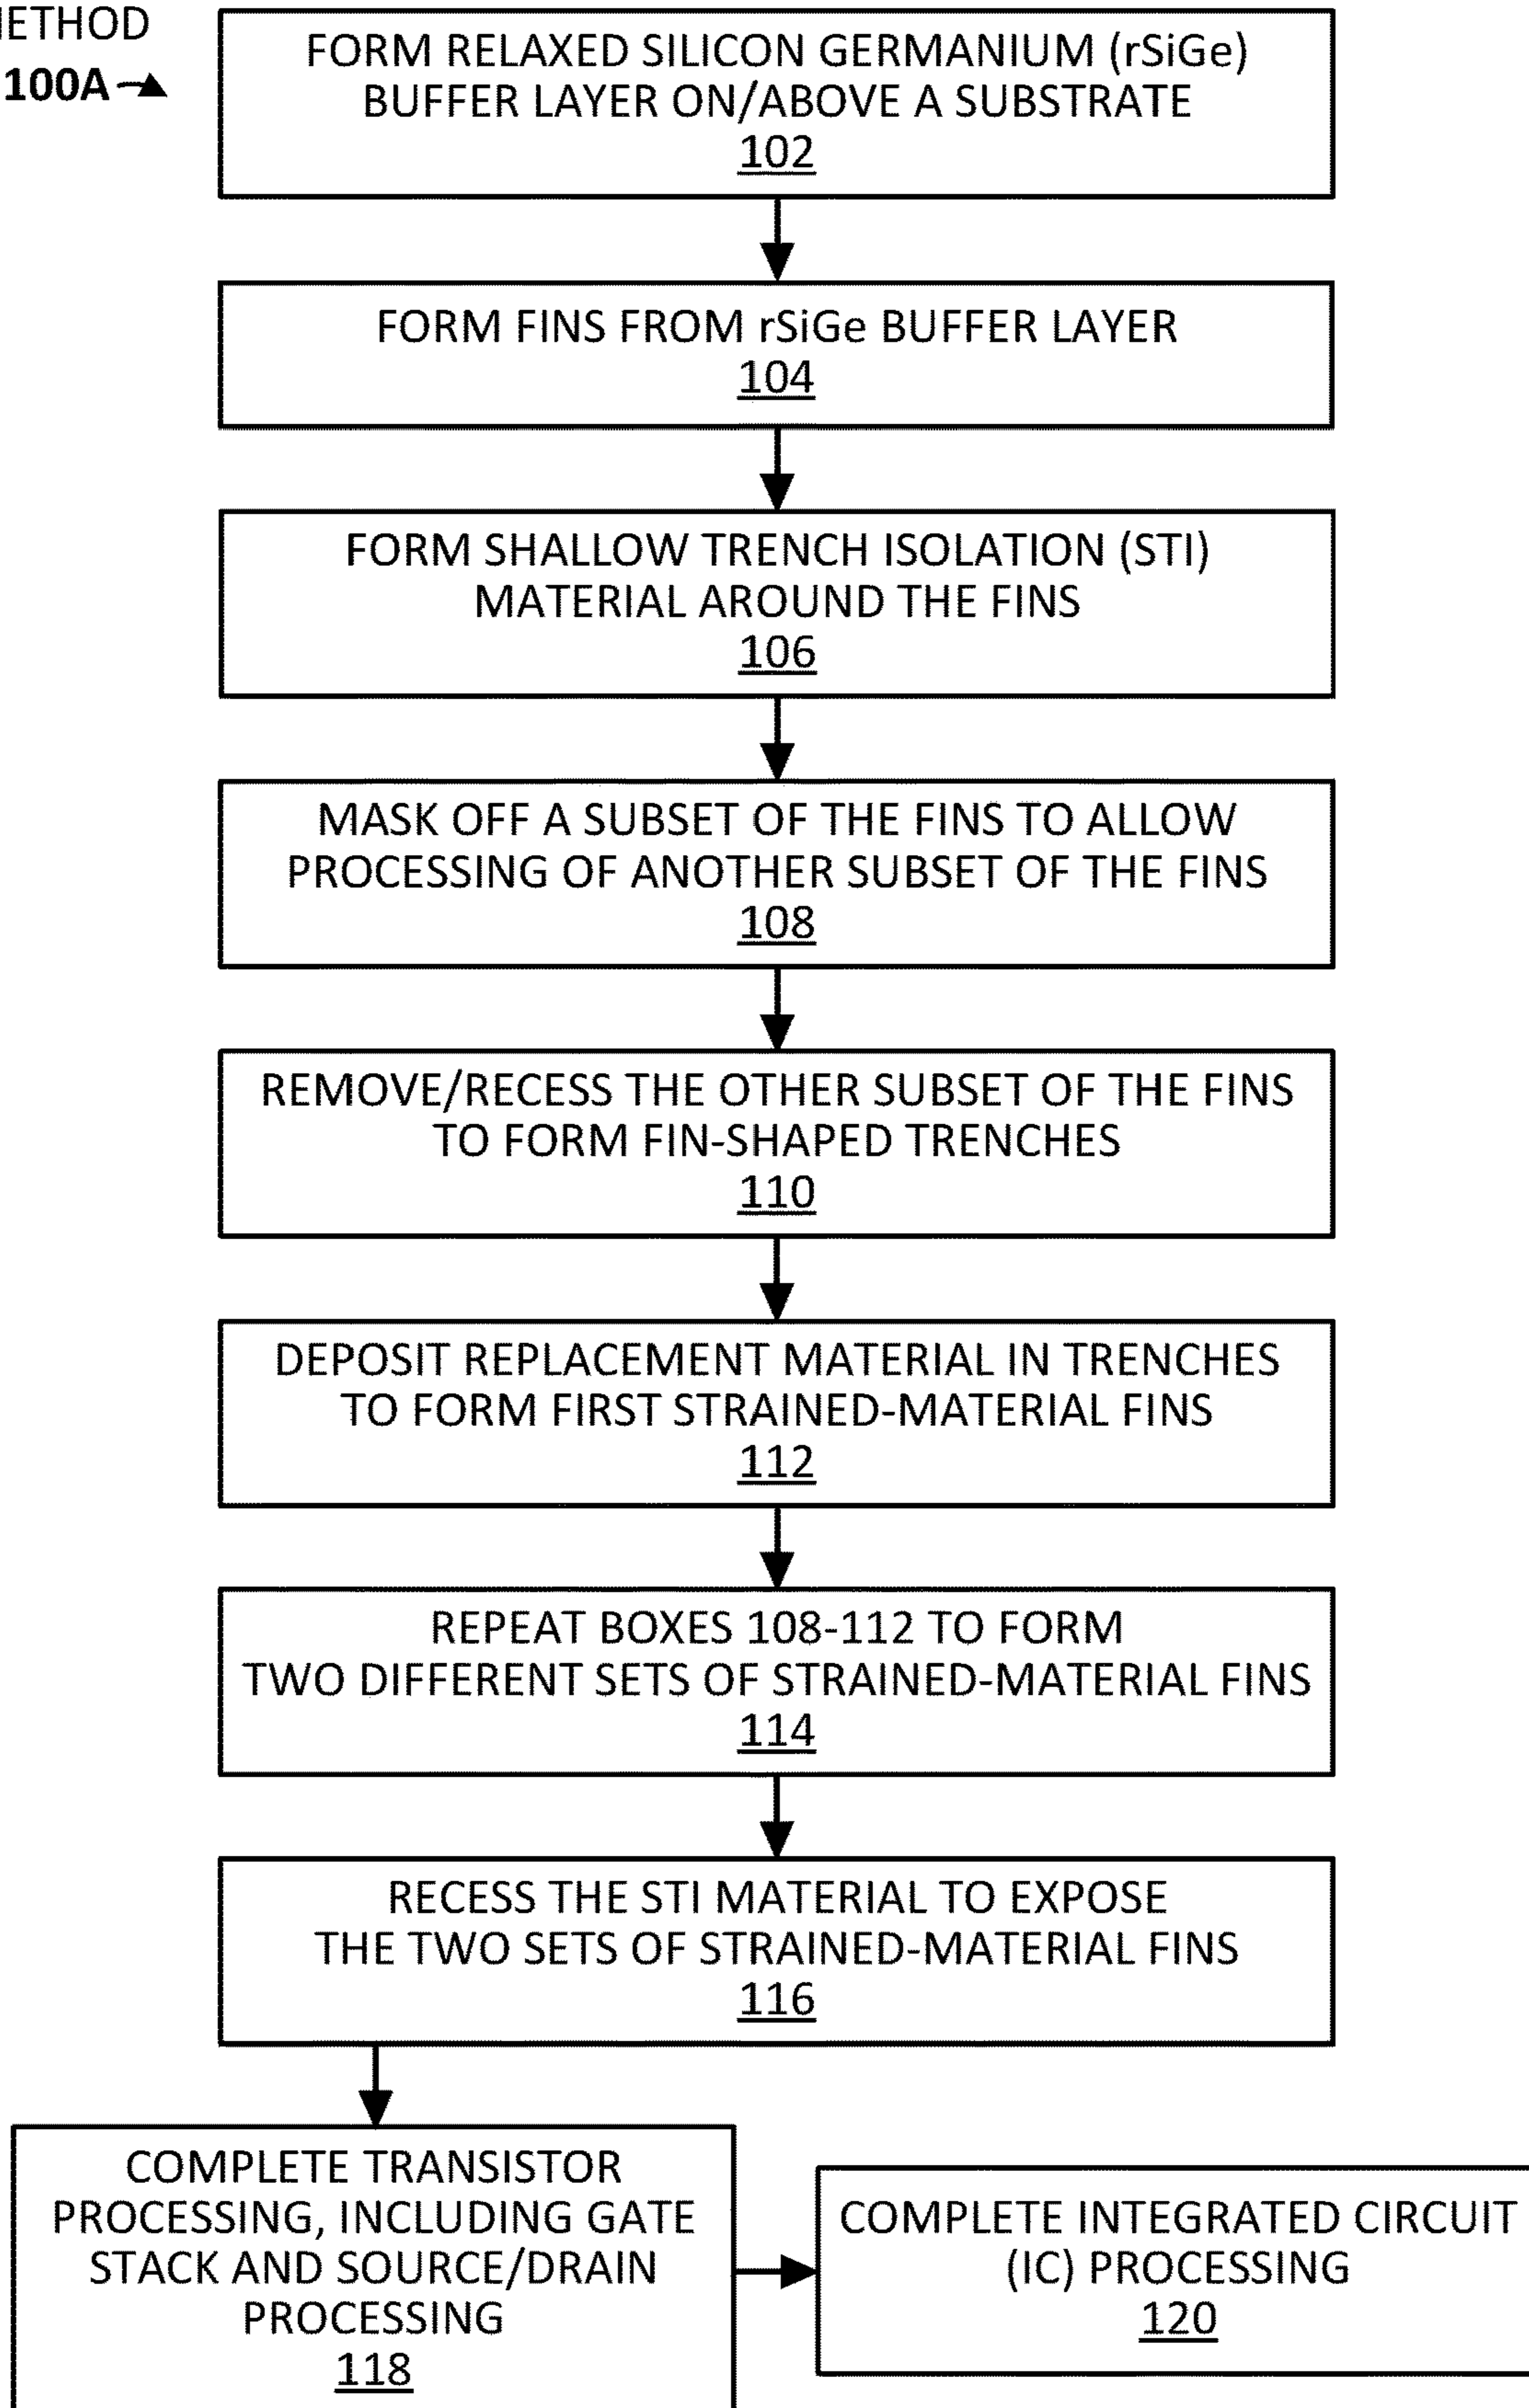 METHOD
100A
FORM RELAXED SILICON GERMANIUM (rSiGe)
BUFFER LAYER ON/ABOVE A SUBSTRATE
102
FORM FINS FROM rSiGe BUFFER LAYER
104
FORM SHALLOW TRENCH ISOLATION (STI)
MATERIAL AROUND THE FINS
106
MASK OFF A SUBSET OF THE FINS TO ALLOW
PROCESSING OF ANOTHER SUBSET OF THE FINS
108
REMOVE/RECESS THE OTHER SUBSET OF THE FINS
TO FORM FIN-SHAPED TRENCHES
110
DEPOSIT REPLACEMENT MATERIAL IN TRENCHES
TO FORM FIRST STRAINED-MATERIAL FINS
112
REPEAT BOXES 108-112 TO FORM
TWO DIFFERENT SETS OF STRAINED-MATERIAL FINS
114
RECESS THE STI MATERIAL TO EXPOSE
THE TWO SETS OF STRAINED-MATERIAL FINS
116
COMPLETE TRANSISTOR
PROCESSING, INCLUDING GATE
STACK AND SOURCE/DRAIN
PROCESSING
118
COMPLETE INTEGRATED CIRCUIT
(IC) PROCESSING
120